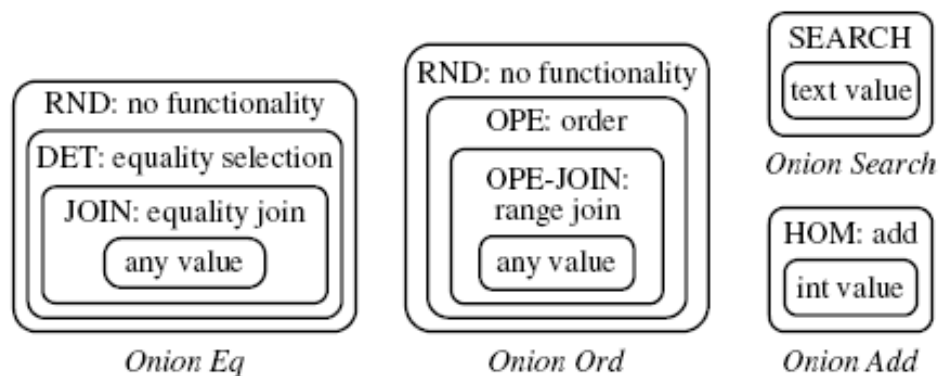 RND: no functionality
DET: equality selection
JOIN: equality join
any value
Onion Eq
RND: no functionality
OPE: order
OPE-JOIN:
range join
any value
Onion Ord
SEARCH
text value
Onion Search
HOM: add
int value
Onion Add